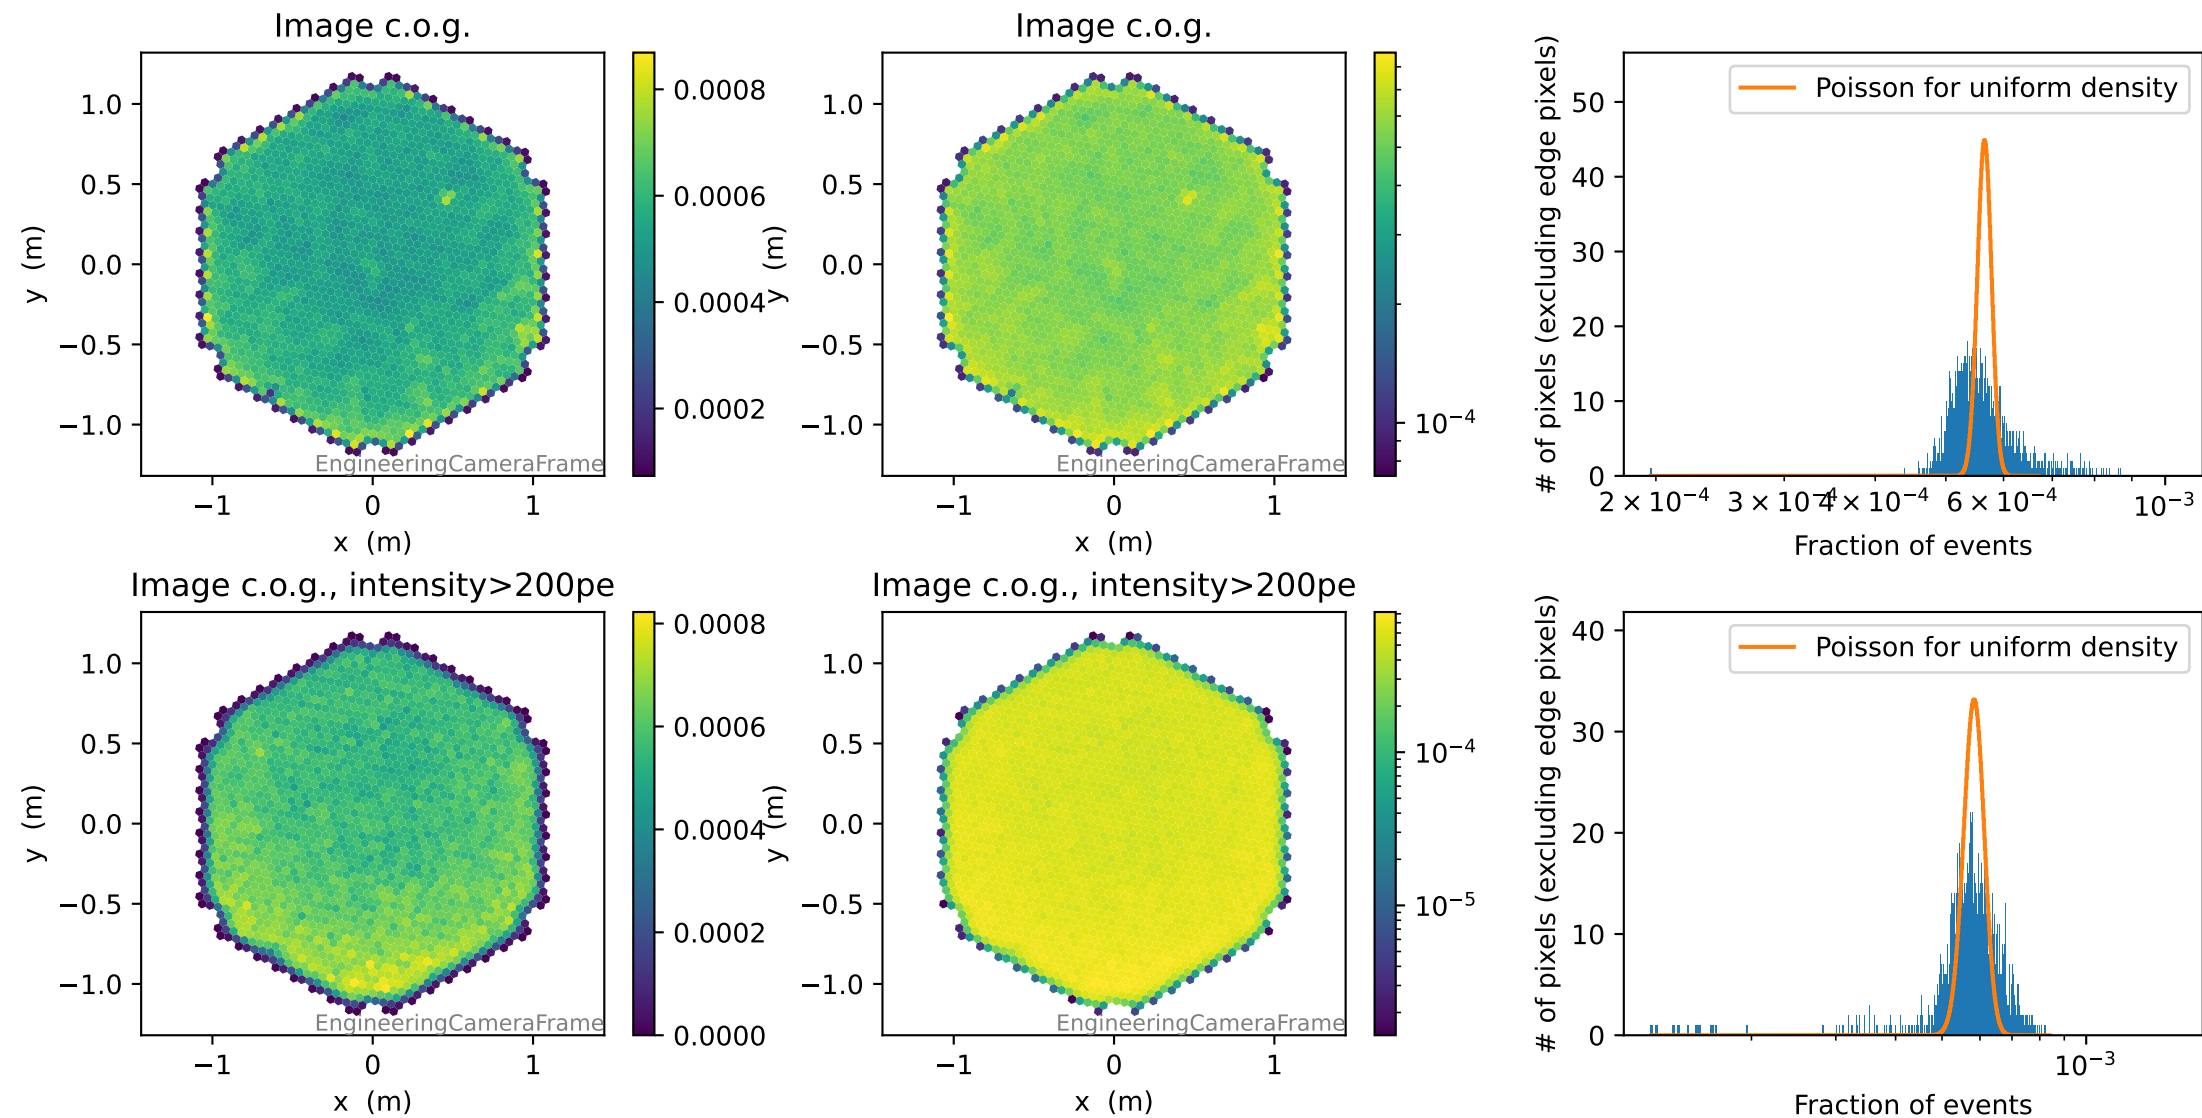 Image c.o.g.
1.0
0.5
0.0
−0.5
−1.0
y (m)
−1
0
1
x (m)
EngineeringCameraFrame
0.0008
0.0006
0.0004
0.0002
Image c.o.g.
1.0
0.5
0.0
−0.5
−1.0
y (m)
−1
0
1
x (m)
EngineeringCameraFrame
10⁻⁴
Poisson for uniform density
50
40
30
20
10
0
# of pixels (excluding edge pixels)
2 × 10⁻⁴
3 × 10⁻⁴
4 × 10⁻⁴
6 × 10⁻⁴
10⁻³
Fraction of events
Image c.o.g., intensity>200pe
1.0
0.5
0.0
−0.5
−1.0
y (m)
−1
0
1
x (m)
EngineeringCameraFrame
0.0008
0.0006
0.0004
0.0002
0.0000
Image c.o.g., intensity>200pe
1.0
0.5
0.0
−0.5
−1.0
y (m)
−1
0
1
x (m)
EngineeringCameraFrame
10⁻⁴
10⁻⁵
Poisson for uniform density
40
30
20
10
0
# of pixels (excluding edge pixels)
10⁻³
Fraction of events